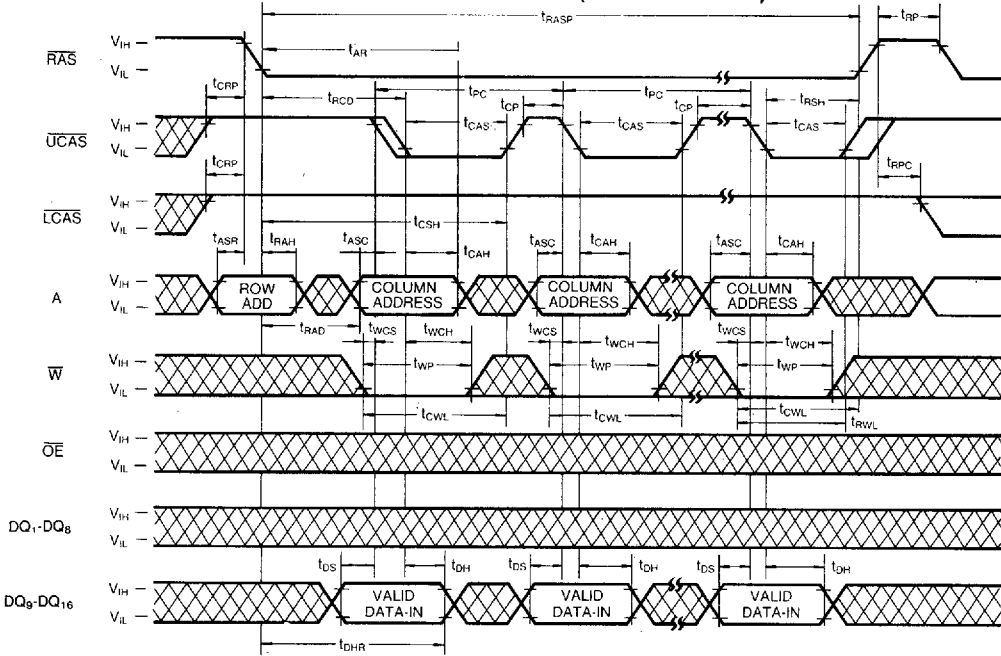 tRASP
tRP
RAS
VIH
VIL
tAR
tCRP
tRCD
tPC
tPC
tCP
tCP
tRSH
UCAS
VIH
VIL
tCAS
tCAS
tCAS
tCRP
tRPC
LCAS
VIH
VIL
tCSH
tASR
tRAH
tASC
tCAH
tASC
tCAH
tASC
tCAH
A
VIH
VIL
ROW
ADD
COLUMN
ADDRESS
COLUMN
ADDRESS
COLUMN
ADDRESS
tRAD
tWCS
tWCH
tWCS
tWCH
tWCS
tWCH
W
VIH
VIL
tWP
tWP
tWP
tCWL
tCWL
tCWL
tRWL
OE
VIH
VIL
DQ1-DQ8
VIH
VIL
tDS
tDH
tDS
tDH
tDS
tDH
DQ9-DQ16
VIH
VIL
VALID
DATA-IN
VALID
DATA-IN
VALID
DATA-IN
tDHR